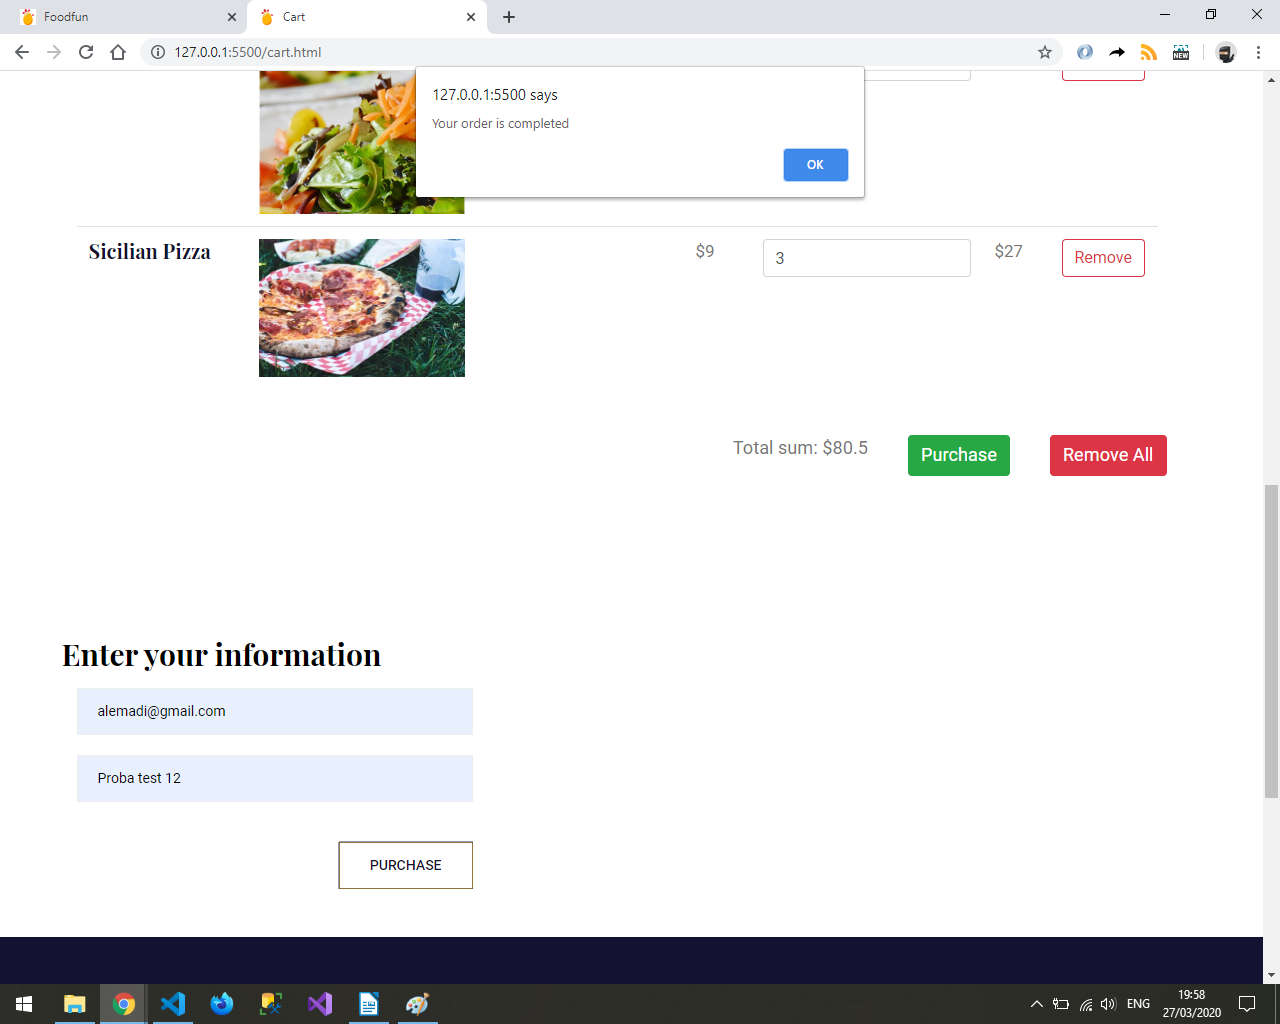 Foodfun
Cart
127.0.0.1:5500/cart.html
NEW
127.0.0.1:5500 says
Your order is completed
OK
Sicilian Pizza
$9
3
$27
Remove
Total sum: $80.5
Purchase
Remove All
Enter your information
alemadi@gmail.com
Proba test 12
PURCHASE
ENG
19:58
27/03/2020